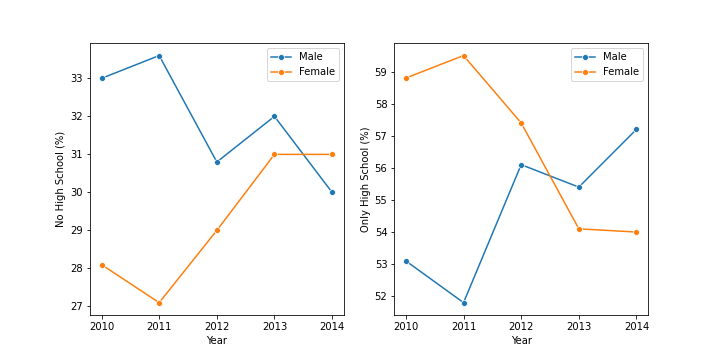 Male
Female
33
32
31
30
29
28
27
No High School (%)
2010 2011 2012 2013 2014
Year
Male
Female
59
58
57
56
55
54
53
52
Only High School (%)
2010 2011 2012 2013 2014
Year